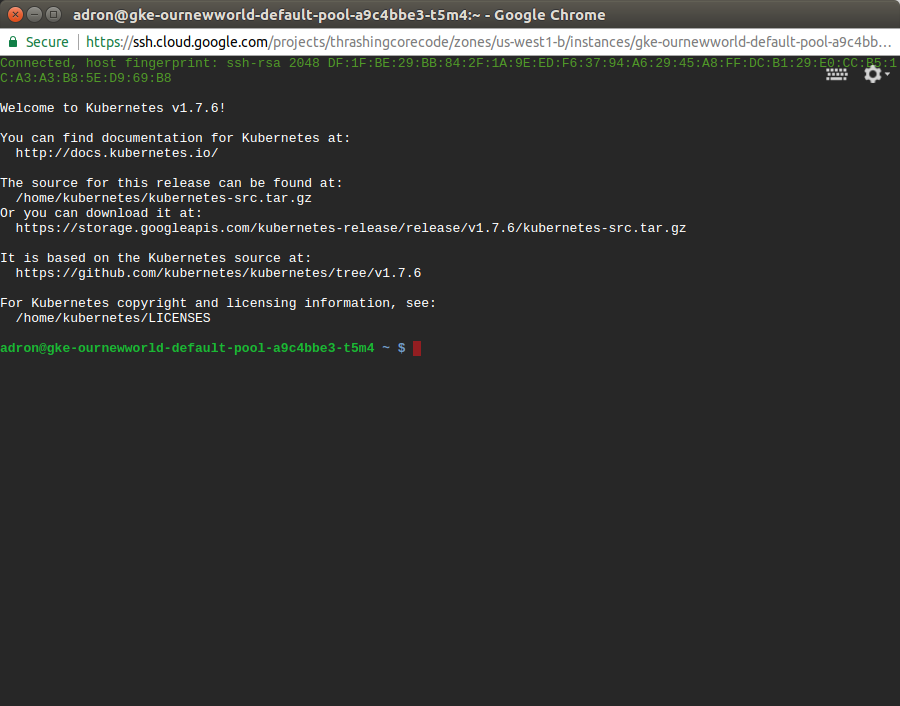 adron@gke-ournewworld-default-pool-a9c4bbe3-t5m4:~ - Google Chrome
Secure | https://ssh.cloud.google.com/projects/thrashingcorecode/zones/us-west1-b/instances/gke-ournewworld-default-pool-a9c4bb...
Connected, host fingerprint: ssh-rsa 2048 DF:1F:BE:29:BB:84:2F:1A:9E:ED:F6:37:94:A6:29:45:A8:FF:DC:B1:29:E0:CC:B5:1
C:A3:A3:B8:5E:D9:69:B8
Welcome to Kubernetes v1.7.6!
You can find documentation for Kubernetes at:
http://docs.kubernetes.io/
The source for this release can be found at:
/home/kubernetes/kubernetes-src.tar.gz
Or you can download it at:
https://storage.googleapis.com/kubernetes-release/release/v1.7.6/kubernetes-src.tar.gz
It is based on the Kubernetes source at:
https://github.com/kubernetes/kubernetes/tree/v1.7.6
For Kubernetes copyright and licensing information, see:
/home/kubernetes/LICENSES
adron@gke-ournewworld-default-pool-a9c4bbe3-t5m4 ~ $